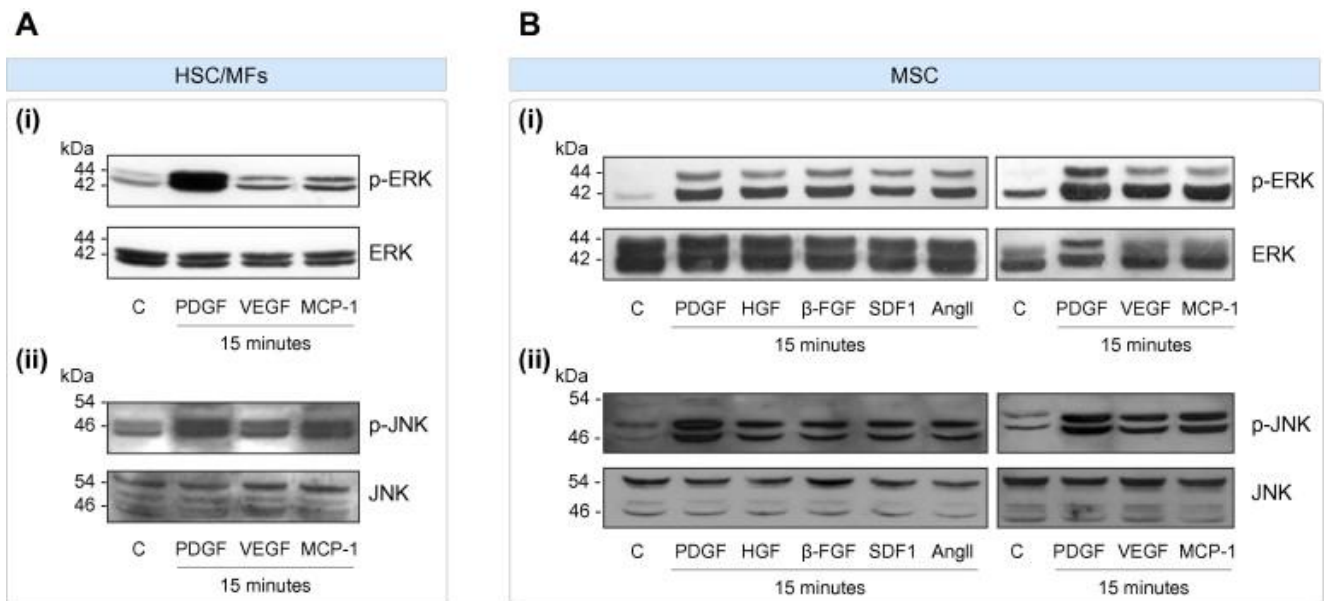 A
B
HSC/MFs
MSC
(i)
kDa
44
42
p-ERK
44
42
ERK
C PDGF VEGF MCP-1
15 minutes
(ii)
kDa
54
46
p-JNK
54
46
JNK
C PDGF VEGF MCP-1
15 minutes
(i)
kDa
44
42
p-ERK
44
42
ERK
C PDGF HGF β-FGF SDF1 AngII C PDGF VEGF MCP-1
15 minutes 15 minutes
(ii)
kDa
54
46
p-JNK
54
46
JNK
C PDGF HGF β-FGF SDF1 AngII C PDGF VEGF MCP-1
15 minutes 15 minutes